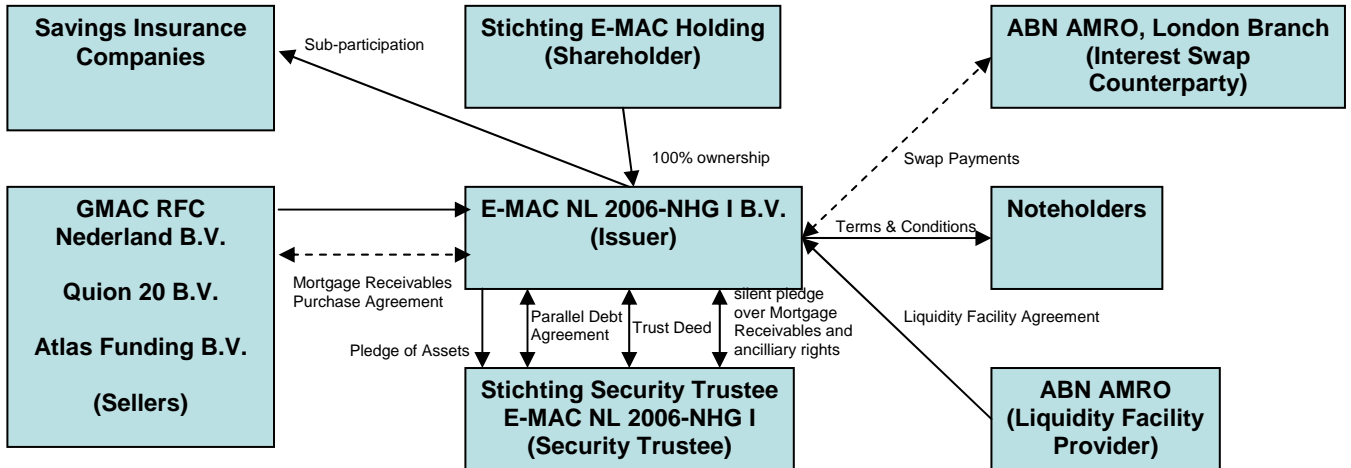 Savings Insurance
Companies
Sub-participation
Stichting E-MAC Holding
(Shareholder)
ABN AMRO, London Branch
(Interest Swap
Counterparty)
100% ownership
Swap Payments
GMAC RFC
Nederland B.V.
Quion 20 B.V.
Atlas Funding B.V.
(Sellers)
Mortgage Receivables
Purchase Agreement
E-MAC NL 2006-NHG I B.V.
(Issuer)
Terms & Conditions
Noteholders
Pledge of Assets
Parallel Debt
Agreement
Trust Deed
silent pledge
over Mortgage
Receivables and
ancilliary rights
Liquidity Facility Agreement
Stichting Security Trustee
E-MAC NL 2006-NHG I
(Security Trustee)
ABN AMRO
(Liquidity Facility
Provider)